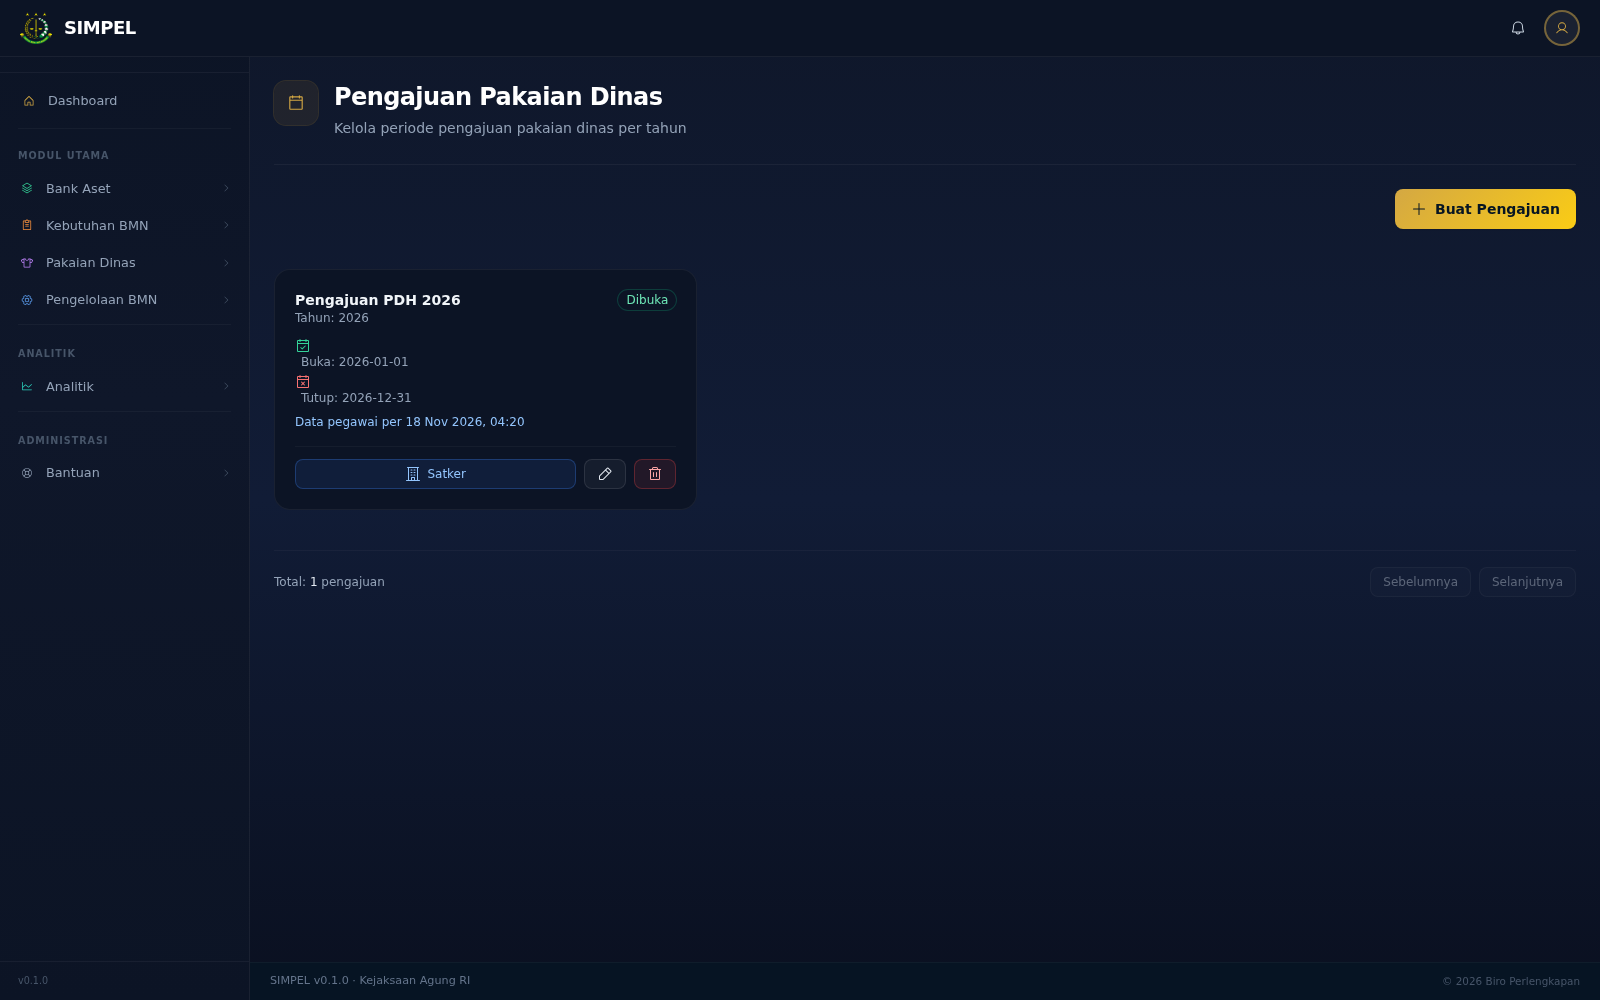 SIMPEL
Dashboard
MODUL UTAMA
Bank Aset
Kebutuhan BMN
Pakaian Dinas
Pengelolaan BMN
ANALITIK
Analitik
ADMINISTRASI
Bantuan
v0.1.0
Pengajuan Pakaian Dinas
Kelola periode pengajuan pakaian dinas per tahun
Buat Pengajuan
Pengajuan PDH 2026
Dibuka
Tahun: 2026
Buka: 2026-01-01
Tutup: 2026-12-31
Data pegawai per 18 Nov 2026, 04:20
Satker
Total: 1 pengajuan
Sebelumnya
Selanjutnya
SIMPEL v0.1.0 · Kejaksaan Agung RI
© 2026 Biro Perlengkapan